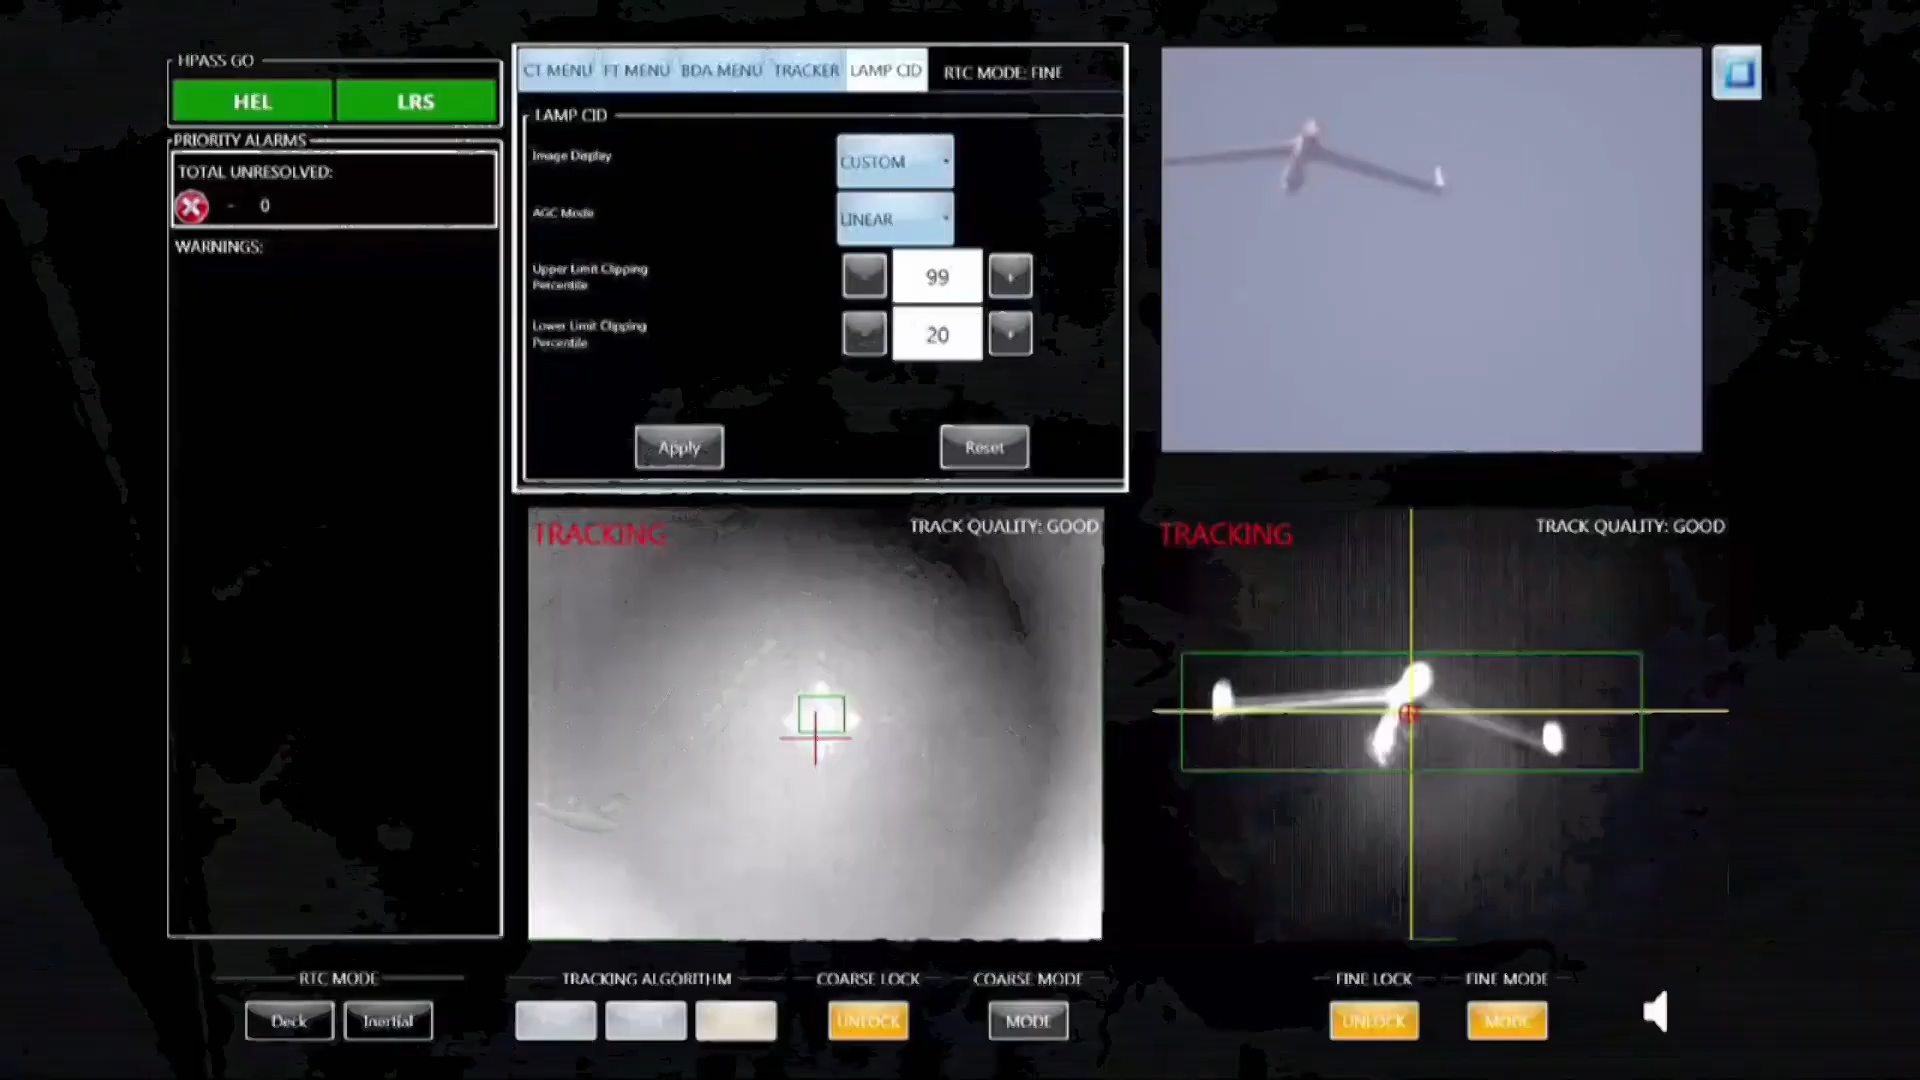 HPASS GO
HEL
LRS
PRIORITY ALARMS
TOTAL UNRESOLVED:
- 0
WARNINGS:
CT MENU
FT MENU
BDA MENU
TRACKER
LAMP CID
RTC MODE: FINE
LAMP CID
Image Display
CUSTOM
AGC Mode
LINEAR
Upper Limit Clipping
Percentile
- 99 +
Lower Limit Clipping
Percentile
- 20 +
Apply
Reset
TRACKING
TRACK QUALITY: GOOD
TRACKING
TRACK QUALITY: GOOD
RTC MODE
Deck
Inertial
TRACKING ALGORITHM
COARSE LOCK
UNLOCK
COARSE MODE
MODE
FINE LOCK
UNLOCK
FINE MODE
MODE